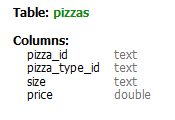 Table: pizzas
Columns:
pizza_id text
pizza_type_id text
size text
price double